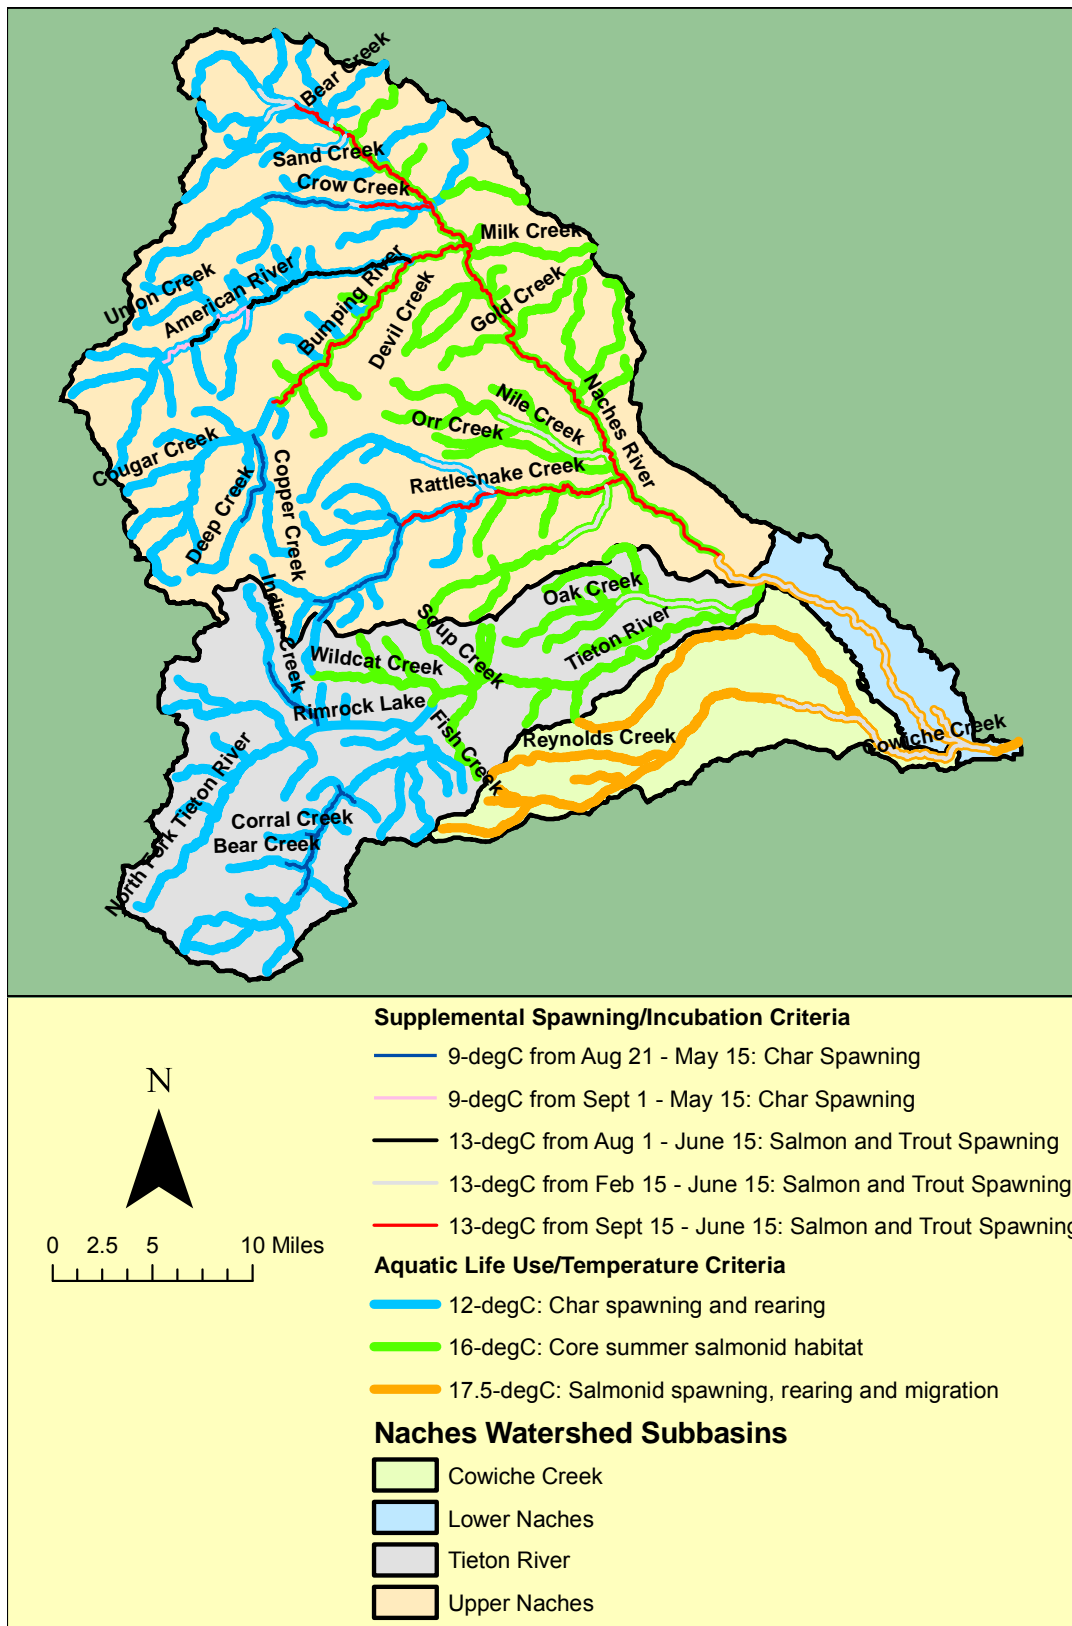 Bear Creek
Sand Creek
Crow Creek
Milk Creek
Union Creek
American River
Bumping River
Devil Creek
Gold Creek
Naches River
Nile Creek
Orr Creek
Rattlesnake Creek
Cougar Creek
Deep Creek
Copper Creek
Indian Creek
Oak Creek
Soup Creek
Tieton River
Wildcat Creek
Rimrock Lake
Fish Creek
Reynolds Creek
Cowiche Creek
North Fork Tieton River
Corral Creek
Bear Creek
Supplemental Spawning/Incubation Criteria
9-degC from Aug 21 - May 15: Char Spawning
9-degC from Sept 1 - May 15: Char Spawning
13-degC from Aug 1 - June 15: Salmon and Trout Spawning
13-degC from Feb 15 - June 15: Salmon and Trout Spawning
13-degC from Sept 15 - June 15: Salmon and Trout Spawning
N
0 2.5 5 10 Miles
Aquatic Life Use/Temperature Criteria
12-degC: Char spawning and rearing
16-degC: Core summer salmonid habitat
17.5-degC: Salmonid spawning, rearing and migration
Naches Watershed Subbasins
Cowiche Creek
Lower Naches
Tieton River
Upper Naches